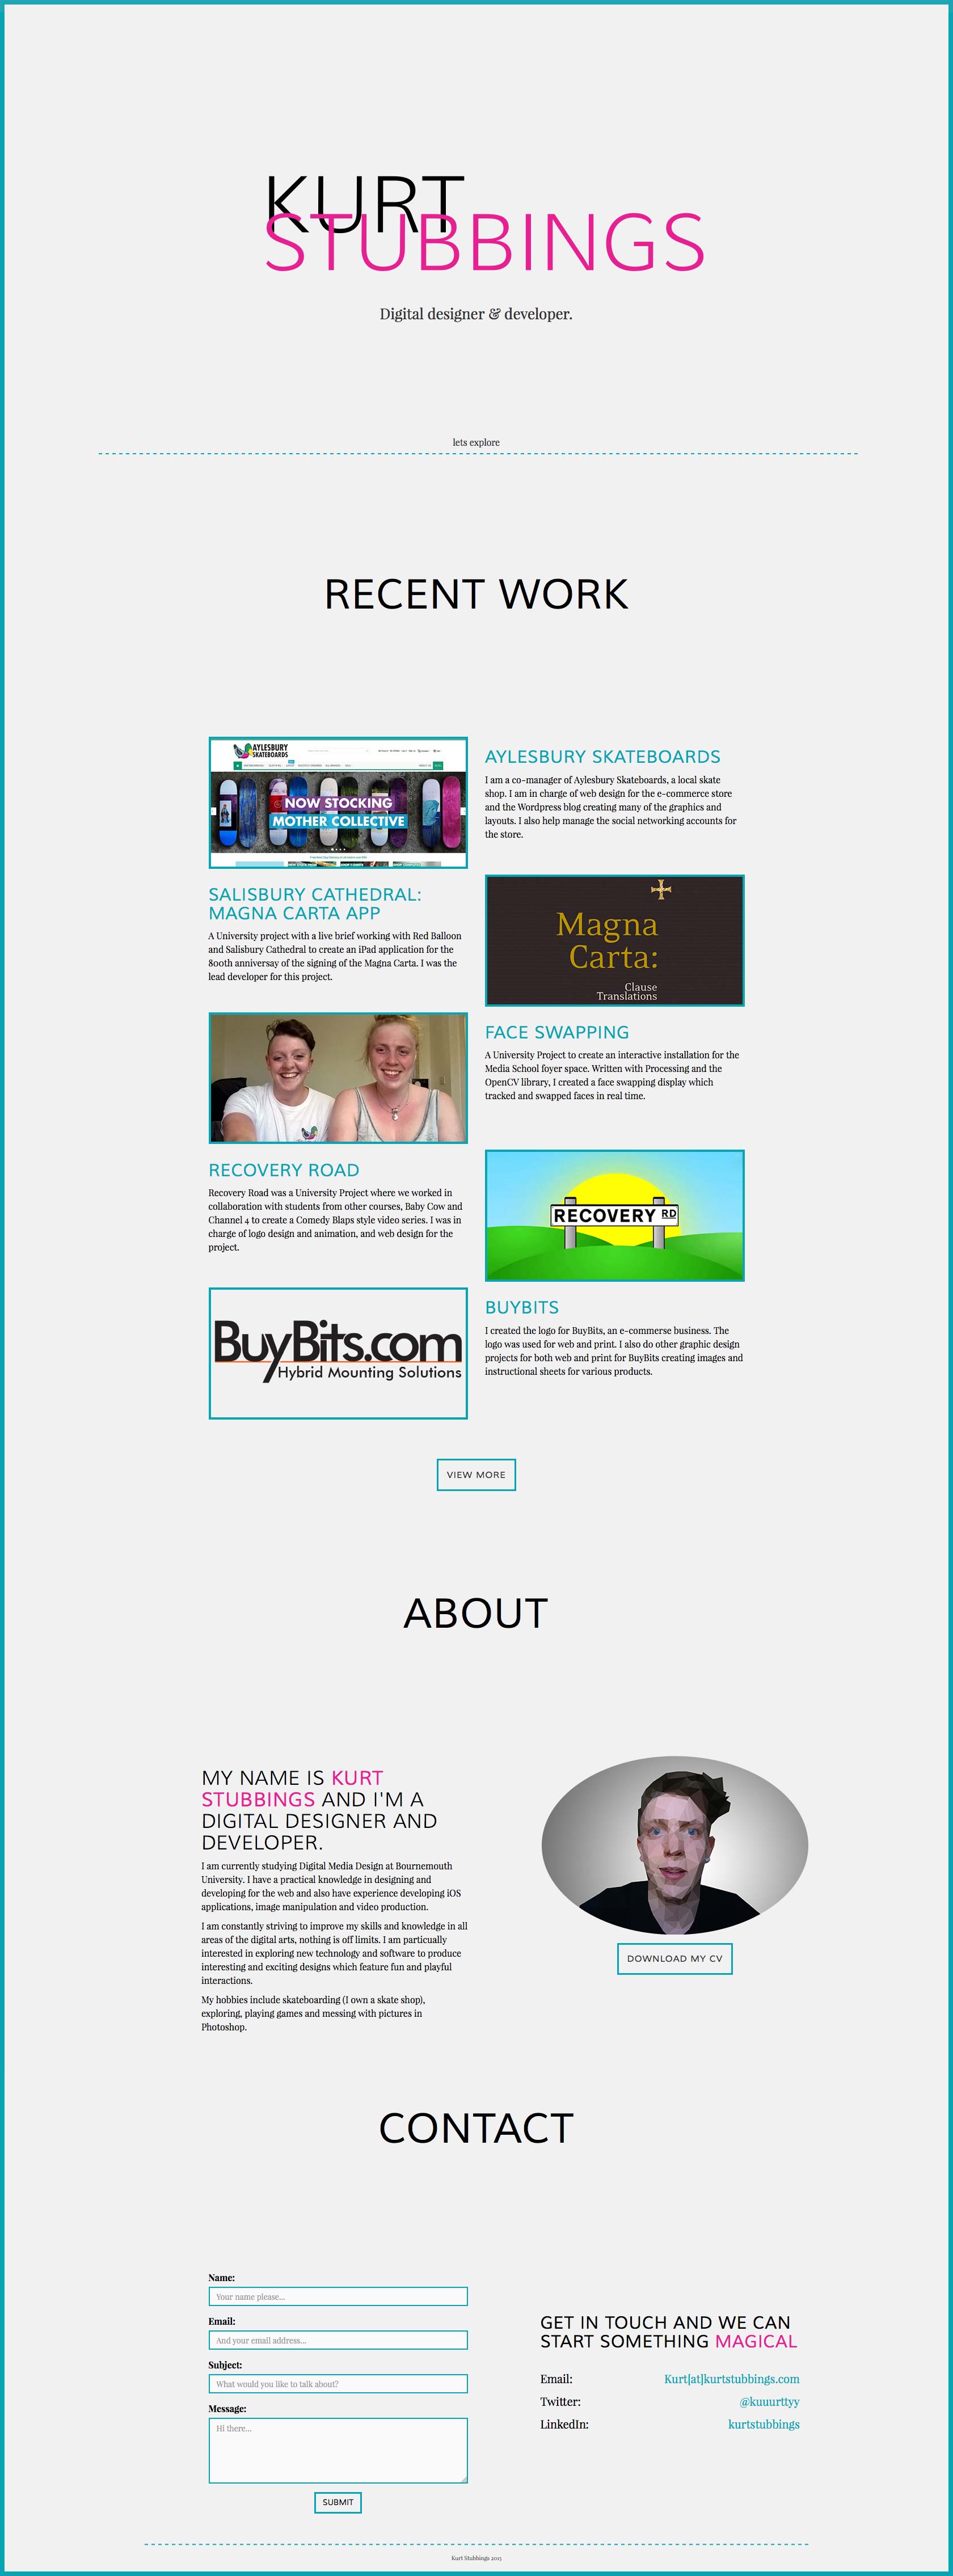 KURT
STUBBINGS
Digital designer & developer.
lets explore
RECENT WORK
AYLESBURY
SKATEBOARDS
NOW STOCKING
MOTHER COLLECTIVE
AYLESBURY SKATEBOARDS
I am a co-manager of Aylesbury Skateboards, a local skate
shop. I am in charge of web design for the e-commerce store
and the Wordpress blog creating many of the graphics and
layouts. I also help manage the social networking accounts for
the store.
SALISBURY CATHEDRAL:
MAGNA CARTA APP
A University project with a live brief working with Red Balloon
and Salisbury Cathedral to create an iPad application for the
800th anniversay of the signing of the Magna Carta. I was the
lead developer for this project.
Magna
Carta:
Clause
Translations
FACE SWAPPING
A University Project to create an interactive installation for the
Media School foyer space. Written with Processing and the
OpenCV library, I created a face swapping display which
tracked and swapped faces in real time.
RECOVERY ROAD
Recovery Road was a University Project where we worked in
collaboration with students from other courses, Baby Cow and
Channel 4 to create a Comedy Blaps style video series. I was in
charge of logo design and animation, and web design for the
project.
RECOVERY RD
BuyBits.com
Hybrid Mounting Solutions
BUYBITS
I created the logo for BuyBits, an e-commerse business. The
logo was used for web and print. I also do other graphic design
projects for both web and print for BuyBits creating images and
instructional sheets for various products.
VIEW MORE
ABOUT
MY NAME IS KURT
STUBBINGS AND I'M A
DIGITAL DESIGNER AND
DEVELOPER.
I am currently studying Digital Media Design at Bournemouth
University. I have a practical knowledge in designing and
developing for the web and also have experience developing iOS
applications, image manipulation and video production.
I am constantly striving to improve my skills and knowledge in all
areas of the digital arts, nothing is off limits. I am particually
interested in exploring new technology and software to produce
interesting and exciting designs which feature fun and playful
interactions.
My hobbies include skateboarding (I own a skate shop),
exploring, playing games and messing with pictures in
Photoshop.
DOWNLOAD MY CV
CONTACT
Name:
Your name please...
Email:
And your email address...
Subject:
What would you like to talk about?
Message:
Hi there...
SUBMIT
GET IN TOUCH AND WE CAN
START SOMETHING MAGICAL
Email: Kurt[at]kurtstubbings.com
Twitter: @kuuurttyy
LinkedIn: kurtstubbings
Kurt Stubbings 2015